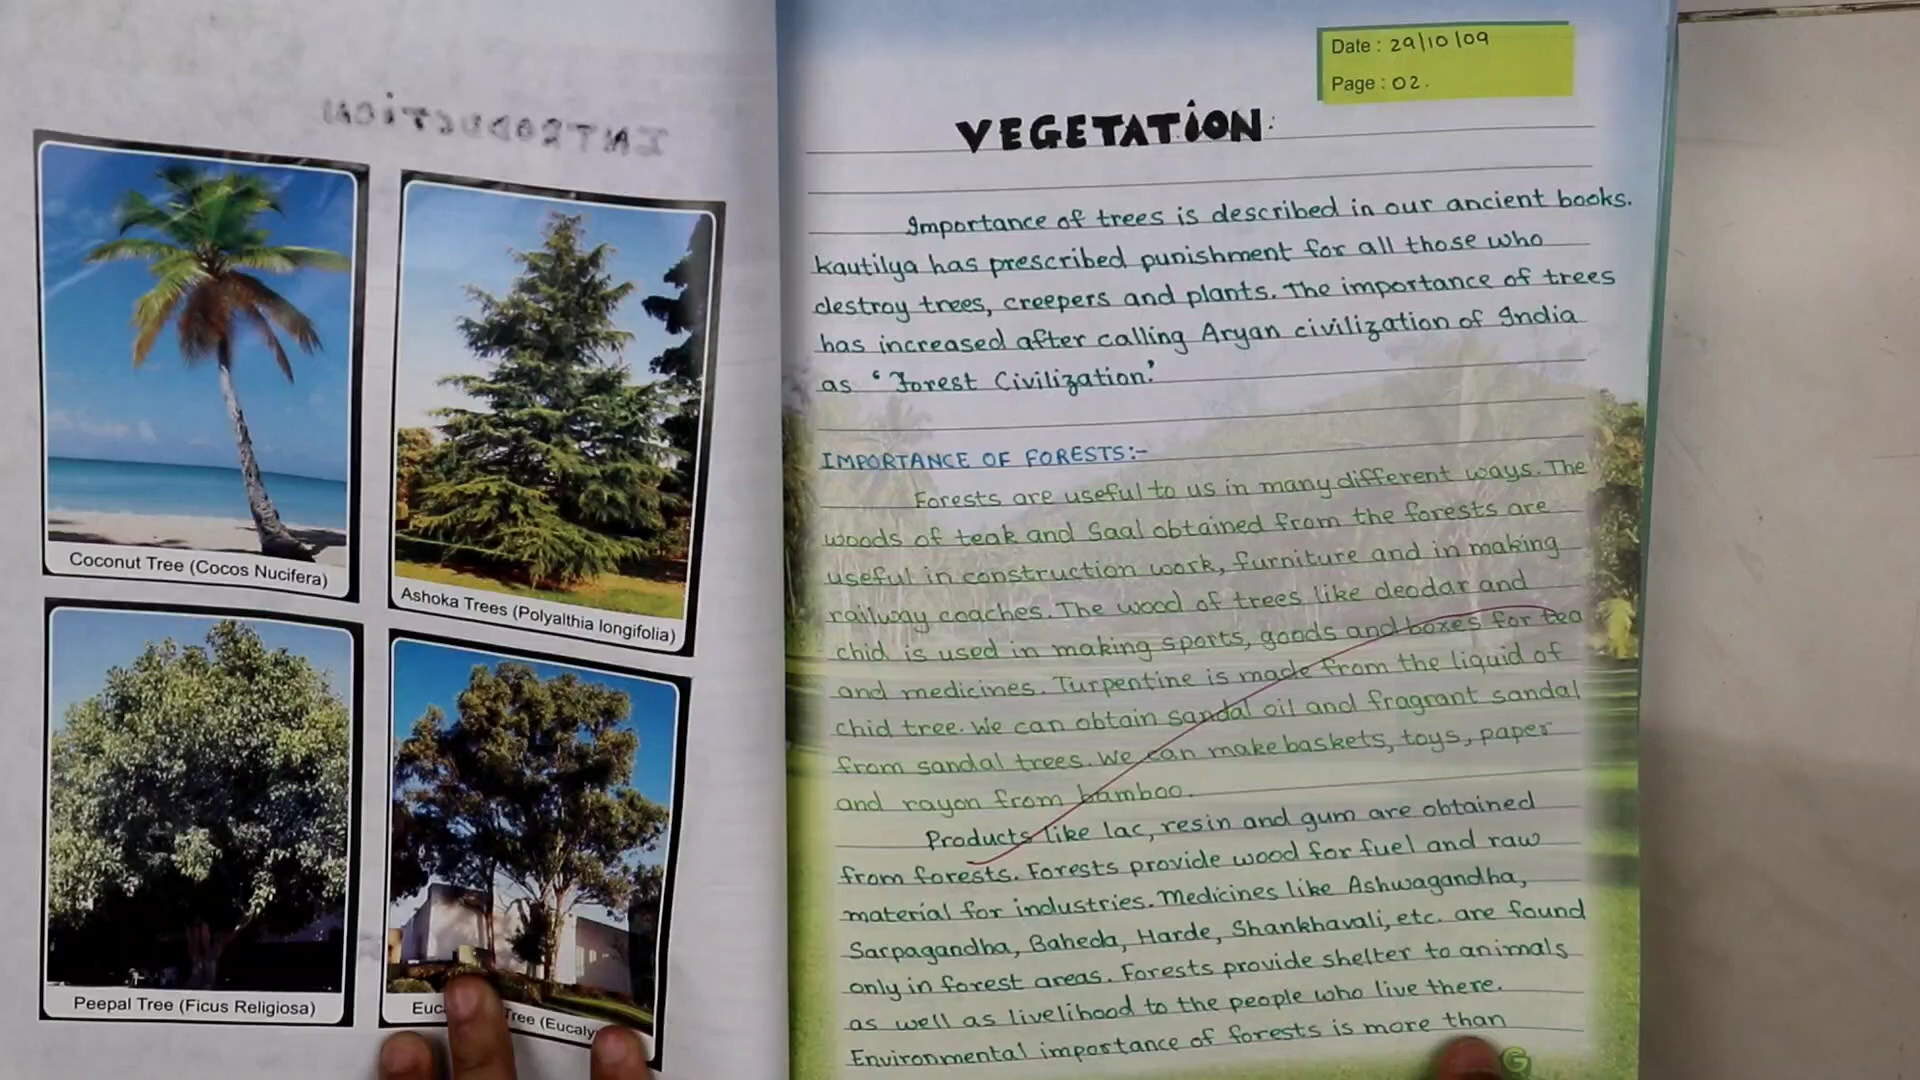 INTRODUCTION
Coconut Tree (Cocos Nucifera)
Ashoka Trees (Polyalthia longifolia)
Peepal Tree (Ficus Religiosa)
Tree (Eucaly
Date : 29/10/09
Page : 02.
VEGETATION:
Importance of trees is described in our ancient books.
Kautilya has prescribed punishment for all those who
destroy trees, creepers and plants. The importance of trees
has increased after calling Aryan civilization of India
as 'Forest Civilization.'
IMPORTANCE OF FORESTS:-
Forests are useful to us in many different ways. The
woods of teak and Saal obtained from the forests are
useful in construction work, furniture and in making
railway coaches. The wood of trees like deodar and
chid is used in making sports, goods and boxes for tea
and medicines. Turpentine is made from the liquid of
chid tree. We can obtain sandal oil and fragrant sandal
from sandal trees. We can make baskets, toys, paper
and rayon from bamboo.
Products like lac, resin and gum are obtained
from forests. Forests provide wood for fuel and raw
material for industries. Medicines like Ashwagandha,
Sarpagandha, Baheda, Harde, Shankhavali, etc. are found
only in forest areas. Forests provide shelter to animals
as well as livelihood to the people who live there.
Environmental importance of forests is more than